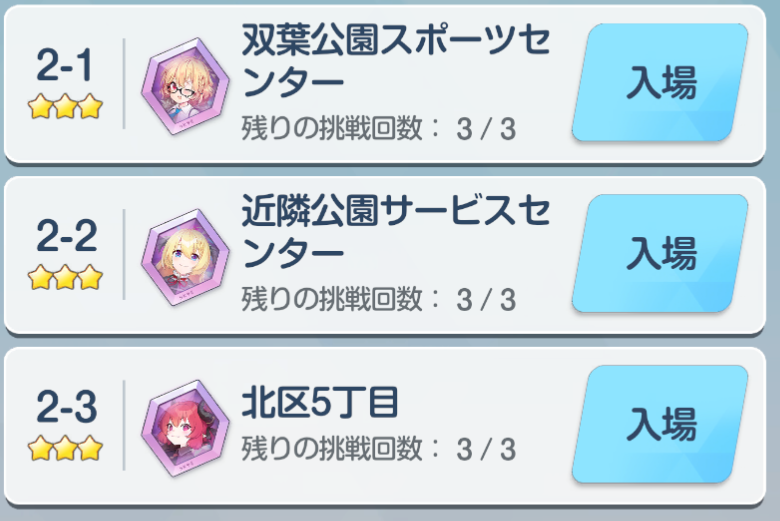 2-1
双葉公園スポーツセ
ンター
残りの挑戦回数： 3 / 3
入場
2-2
近隣公園サービスセ
ンター
残りの挑戦回数： 3 / 3
入場
2-3
北区5丁目
残りの挑戦回数： 3 / 3
入場